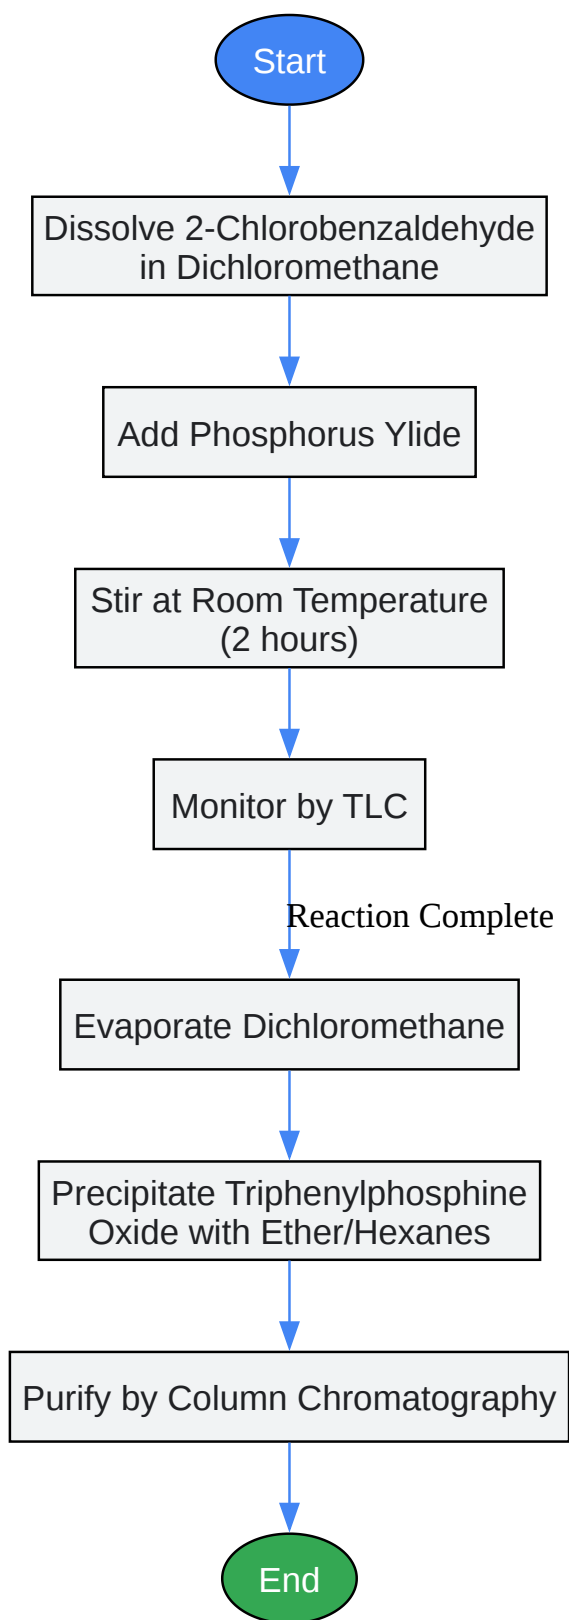 Start
Dissolve 2-Chlorobenzaldehyde
in Dichloromethane
Add Phosphorus Ylide
Stir at Room Temperature
(2 hours)
Monitor by TLC
Reaction Complete
Evaporate Dichloromethane
Precipitate Triphenylphosphine
Oxide with Ether/Hexanes
Purify by Column Chromatography
End